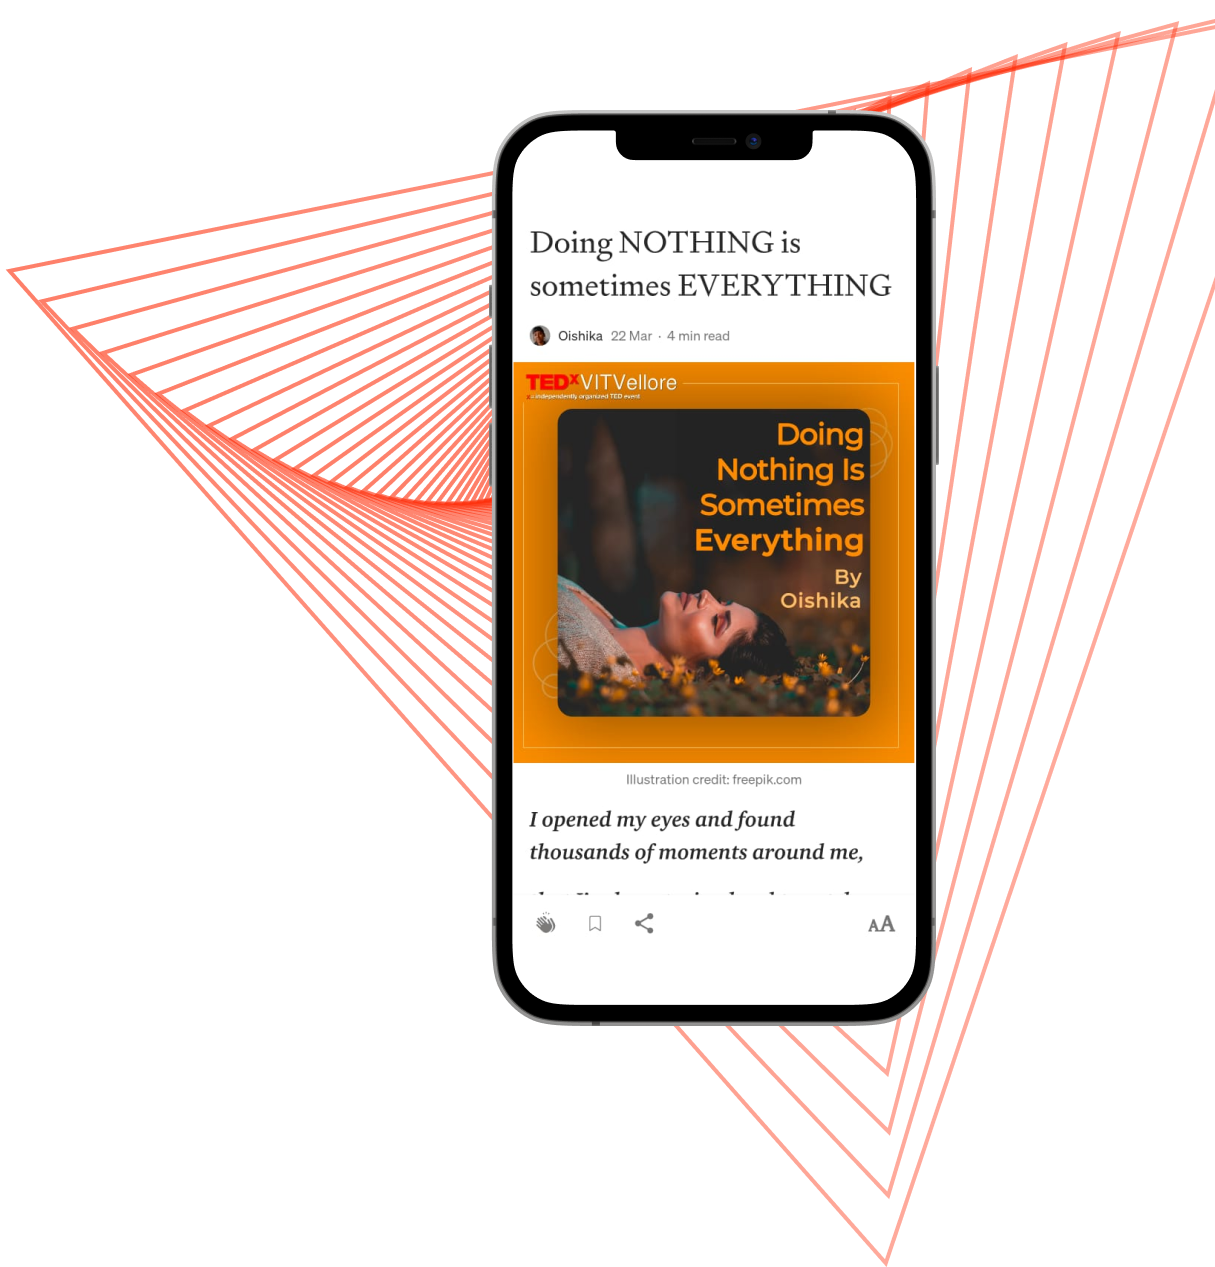 Doing NOTHING is
sometimes EVERYTHING
Oishika 22 Mar · 4 min read
TEDxVITVellore
x = independently organized TED event
Doing
Nothing Is
Sometimes
Everything
By
Oishika
Illustration credit: freepik.com
I opened my eyes and found
thousands of moments around me,
AA